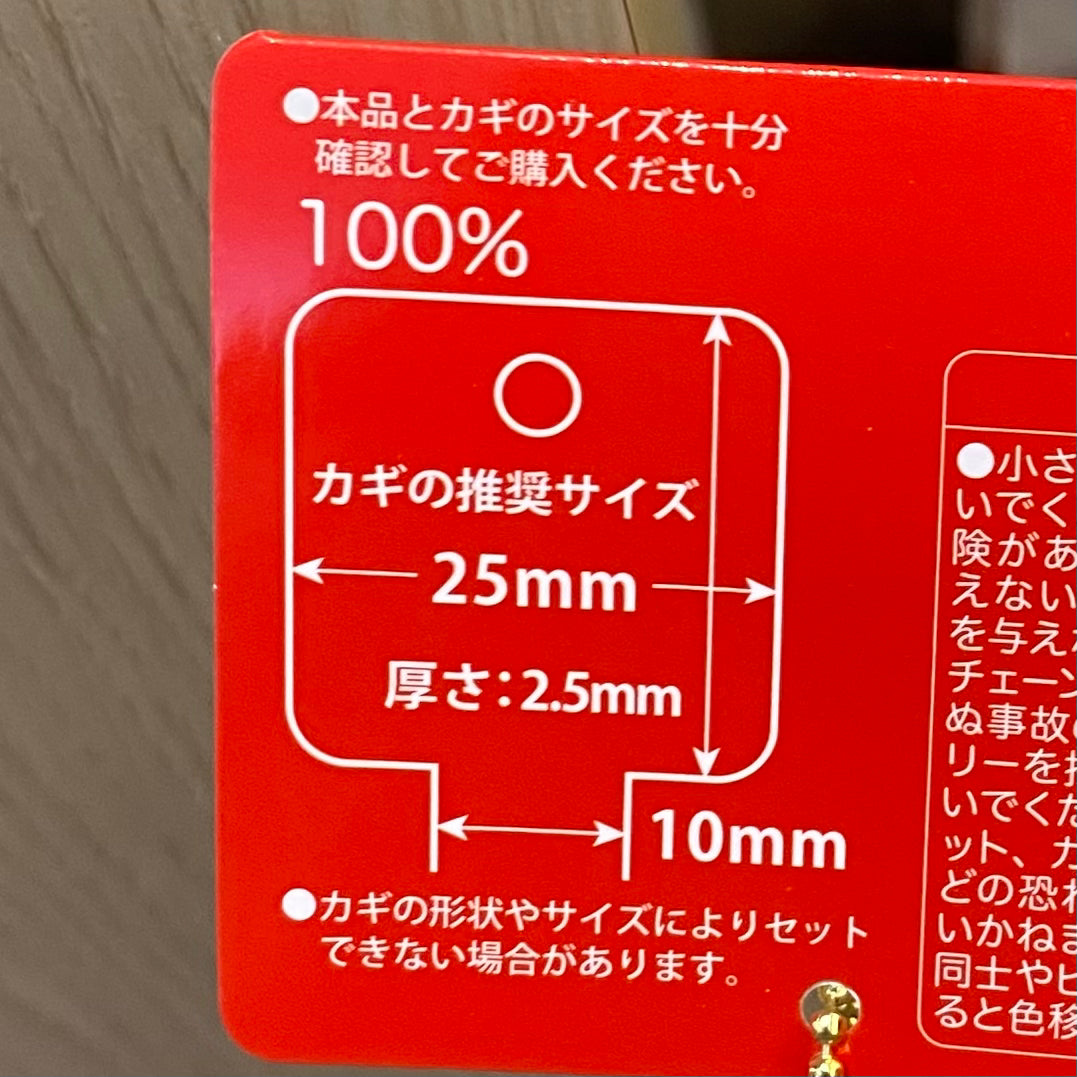 ●本品とカギのサイズを十分
確認してご購入ください。
100%
カギの推奨サイズ
25mm
厚さ：2.5mm
10mm
●カギの形状やサイズによりセット
できない場合があります。
●小さ
いでく
険があ
えない
を与え
チェーン
ぬ事故
リーを
いでくだ
ット、カ
どの恐れ
いかねま
同士やビ
ると色移